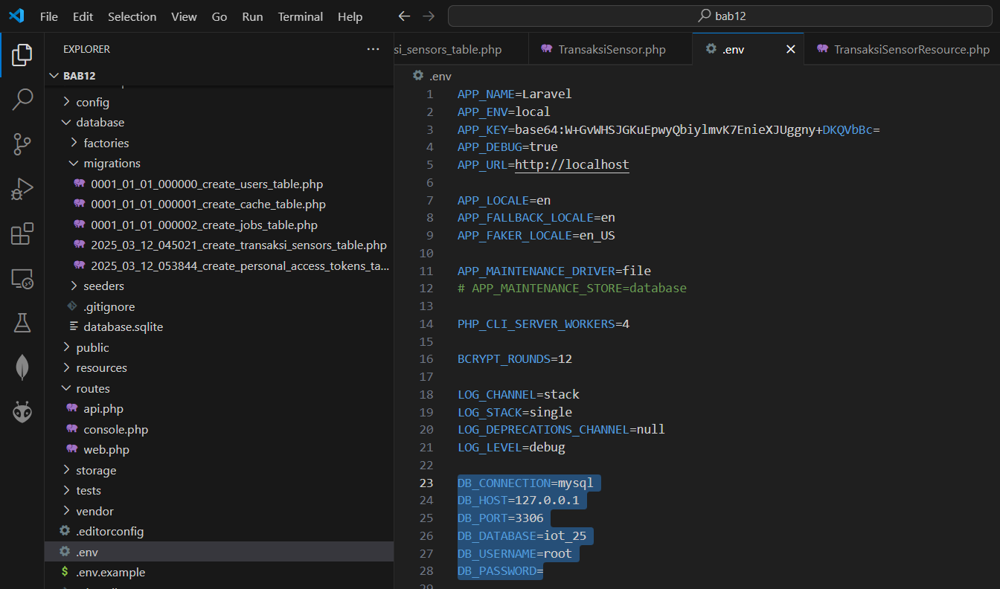 File Edit Selection View Go Run Terminal Help
bab12
EXPLORER
si_sensors_table.php
TransaksiSensor.php
.env
TransaksiSensorResource.php
BAB12
config
database
factories
migrations
0001_01_01_000000_create_users_table.php
0001_01_01_000001_create_cache_table.php
0001_01_01_000002_create_jobs_table.php
2025_03_12_045021_create_transaksi_sensors_table.php
2025_03_12_053844_create_personal_access_tokens_ta...
seeders
.gitignore
database.sqlite
public
resources
routes
api.php
console.php
web.php
storage
tests
vendor
.editorconfig
.env
$ .env.example
.env
1 APP_NAME=Laravel
2 APP_ENV=local
3 APP_KEY=base64:W+GvWHSJGKuEpwyQbiylmvK7EnieXJUggny+DKQVbBc=
4 APP_DEBUG=true
5 APP_URL=http://localhost
6
7 APP_LOCALE=en
8 APP_FALLBACK_LOCALE=en
9 APP_FAKER_LOCALE=en_US
10
11 APP_MAINTENANCE_DRIVER=file
12 # APP_MAINTENANCE_STORE=database
13
14 PHP_CLI_SERVER_WORKERS=4
15
16 BCRYPT_ROUNDS=12
17
18 LOG_CHANNEL=stack
19 LOG_STACK=single
20 LOG_DEPRECATIONS_CHANNEL=null
21 LOG_LEVEL=debug
22
23 DB_CONNECTION=mysql
24 DB_HOST=127.0.0.1
25 DB_PORT=3306
26 DB_DATABASE=iot_25
27 DB_USERNAME=root
28 DB_PASSWORD=
29